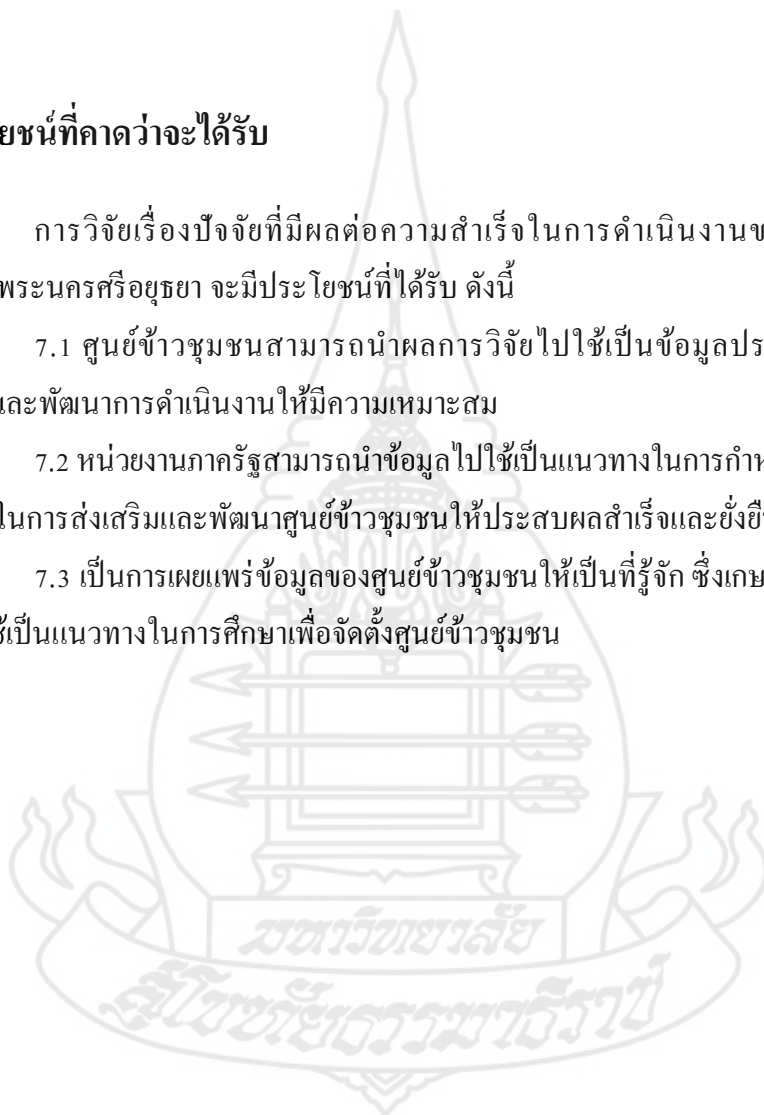 ยชน์ที่คาดว่าจะได้รับ
การวิจัยเรื่องปัจจัยที่มีผลต่อความสำเร็จในการดำเนินงานข
พระนครศรีอยุธยา จะมีประโยชน์ที่ได้รับ ดังนี้
7.1 ศูนย์ข้าวชุมชนสามารถนำผลการวิจัยไปใช้เป็นข้อมูลประ
และพัฒนาการดำเนินงานให้มีความเหมาะสม
7.2 หน่วยงานภาครัฐสามารถนำข้อมูลไปใช้เป็นแนวทางในการกำห
ในการส่งเสริมและพัฒนาศูนย์ข้าวชุมชนให้ประสบผลสำเร็จและยั่งยื
7.3 เป็นการเผยแพร่ข้อมูลของศูนย์ข้าวชุมชนให้เป็นที่รู้จัก ซึ่งเกษ
ช้เป็นแนวทางในการศึกษาเพื่อจัดตั้งศูนย์ข้าวชุมชน
มหาวิทยาลัย
สุโขทัยธรรมาธิราช